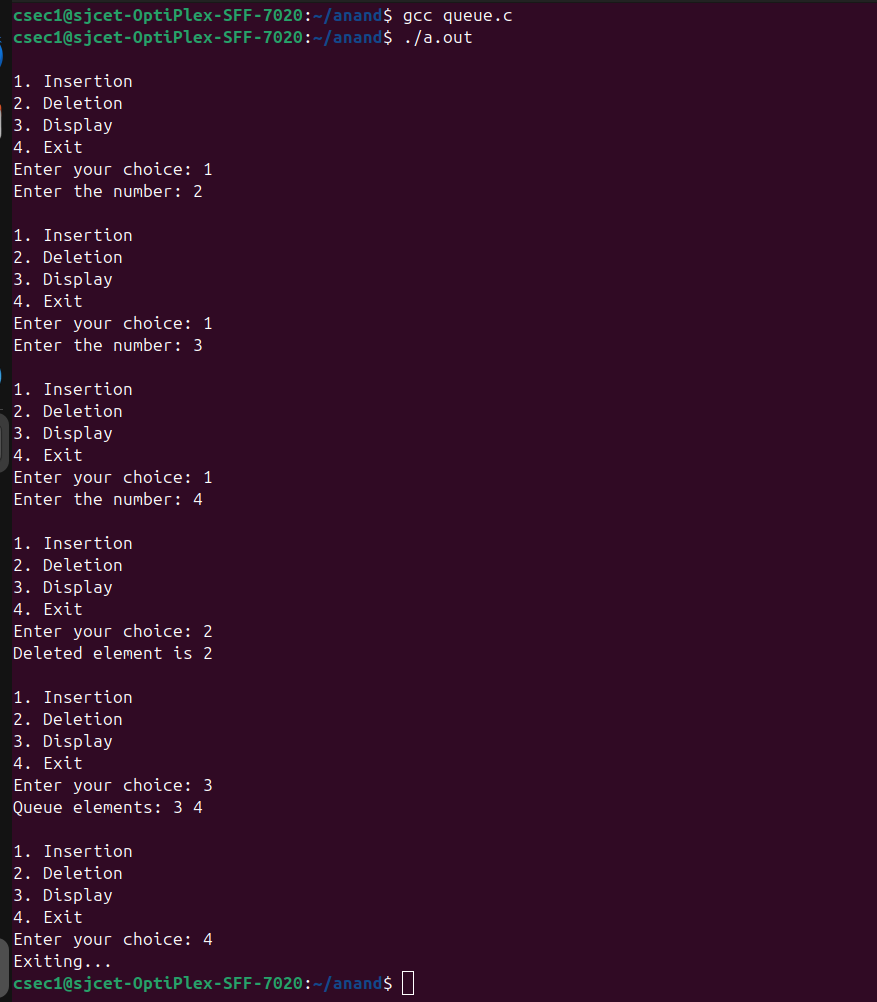 csec1@sjcet-OptiPlex-SFF-7020:~/anand$ gcc queue.c
csec1@sjcet-OptiPlex-SFF-7020:~/anand$ ./a.out

1. Insertion
2. Deletion
3. Display
4. Exit
Enter your choice: 1
Enter the number: 2

1. Insertion
2. Deletion
3. Display
4. Exit
Enter your choice: 1
Enter the number: 3

1. Insertion
2. Deletion
3. Display
4. Exit
Enter your choice: 1
Enter the number: 4

1. Insertion
2. Deletion
3. Display
4. Exit
Enter your choice: 2
Deleted element is 2

1. Insertion
2. Deletion
3. Display
4. Exit
Enter your choice: 3
Queue elements: 3 4

1. Insertion
2. Deletion
3. Display
4. Exit
Enter your choice: 4
Exiting...
csec1@sjcet-OptiPlex-SFF-7020:~/anand$